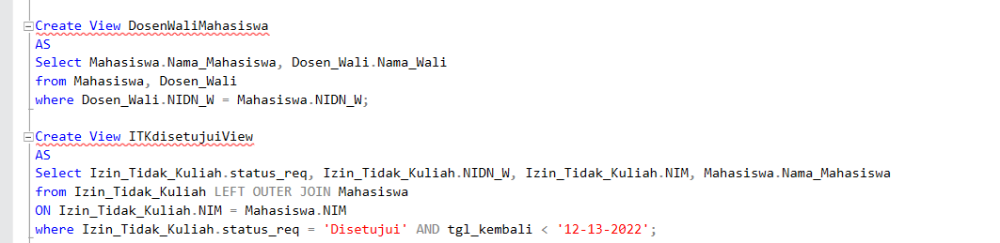 Create View DosenWaliMahasiswa
AS
Select Mahasiswa.Nama_Mahasiswa, Dosen_Wali.Nama_Wali
from Mahasiswa, Dosen_Wali
where Dosen_Wali.NIDN_W = Mahasiswa.NIDN_W;
Create View ITKdisetujuiView
AS
Select Izin_Tidak_Kuliah.status_req, Izin_Tidak_Kuliah.NIDN_W, Izin_Tidak_Kuliah.NIM, Mahasiswa.Nama_Mahasiswa
from Izin_Tidak_Kuliah LEFT OUTER JOIN Mahasiswa
ON Izin_Tidak_Kuliah.NIM = Mahasiswa.NIM
where Izin_Tidak_Kuliah.status_req = 'Disetujui' AND tgl_kembali < '12-13-2022';